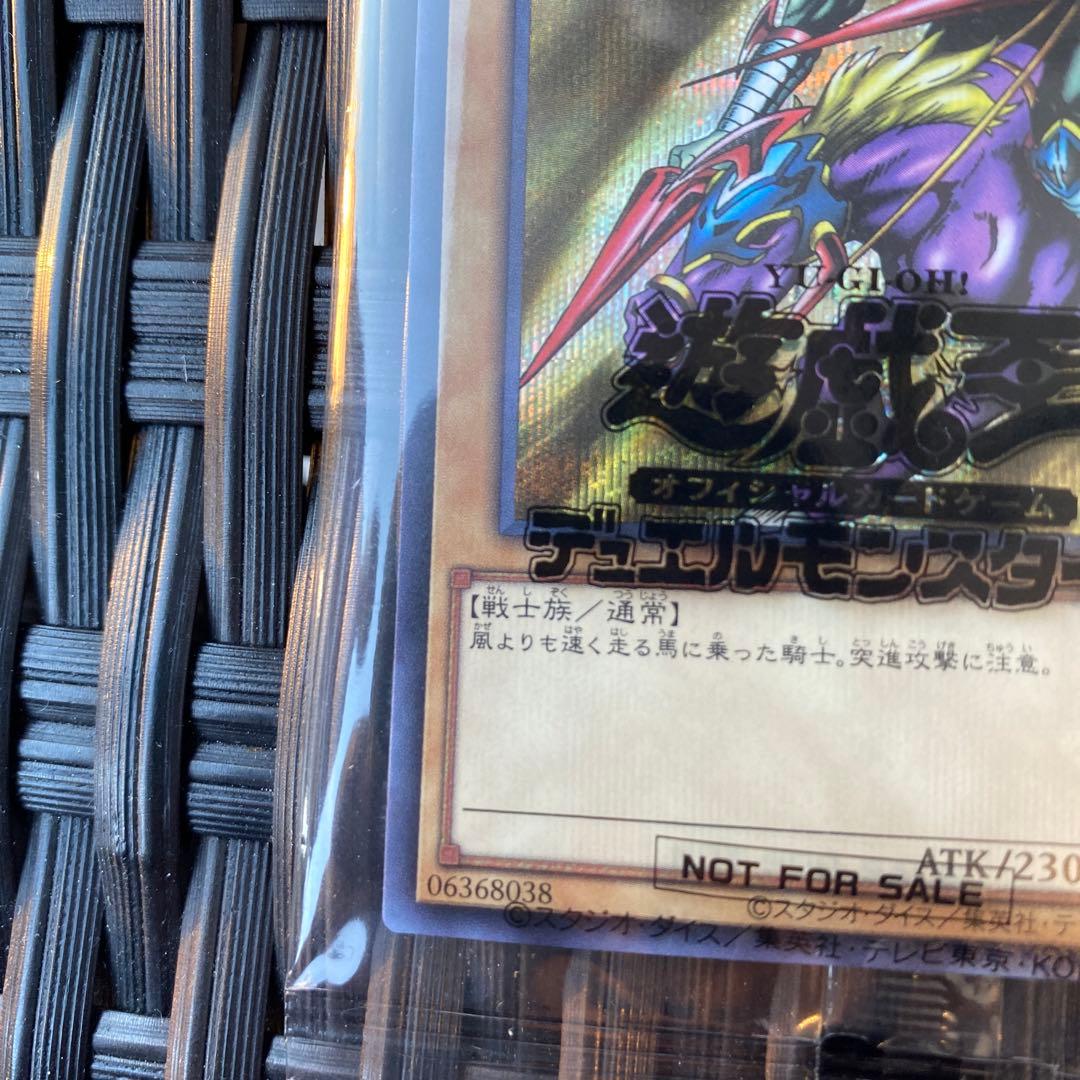 YU-GI-OH!
遊戯王
オフィシャルカードゲーム
デュエルモンスター
【戦士族／通常】
風よりも速く走る馬に乗った騎士。突進攻撃に注意。
ATK/230
NOT FOR SALE
06368038
©スタジオ・ダイス／集英社・テ
©スタジオ・ダイス／集英社・テレビ東京・KO